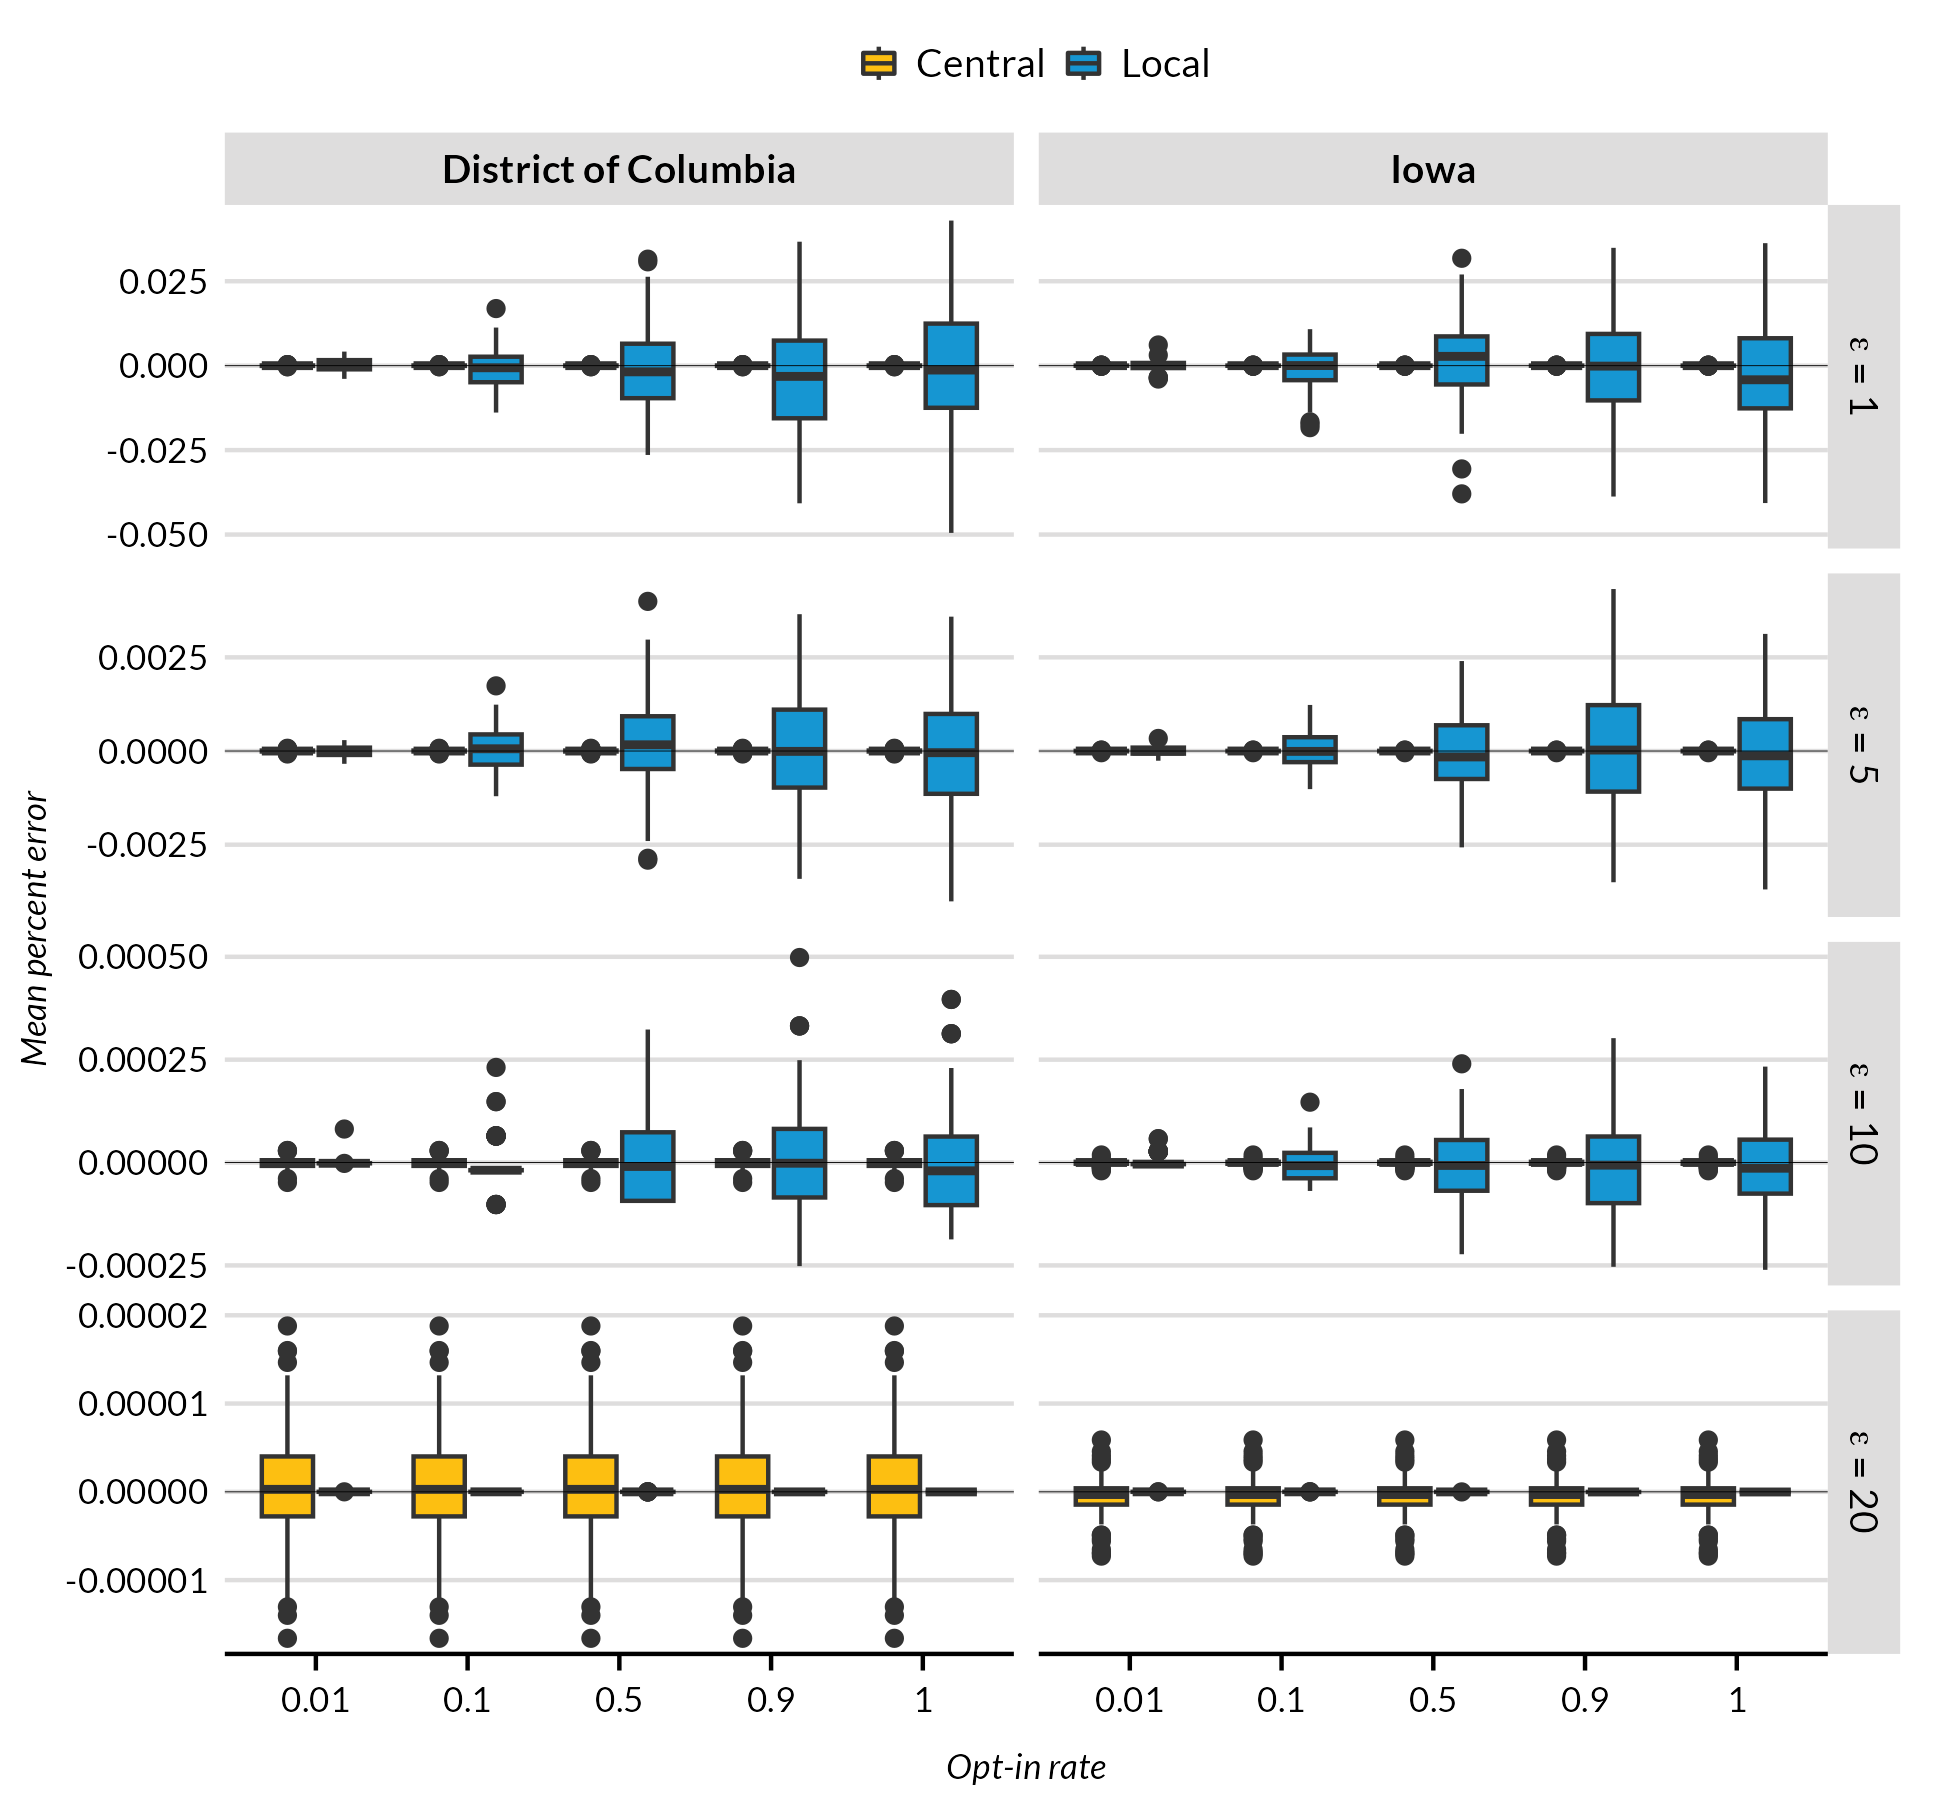 Central Local
District of Columbia Iowa
0.025
0.000
-0.025
-0.050
ε = 1
0.0025
0.0000
-0.0025
ε = 5
Mean percent error
0.00050
0.00025
0.00000
-0.00025
ε = 10
0.00002
0.00001
0.00000
-0.00001
ε = 20
0.01 0.1 0.5 0.9 1 0.01 0.1 0.5 0.9 1
Opt-in rate